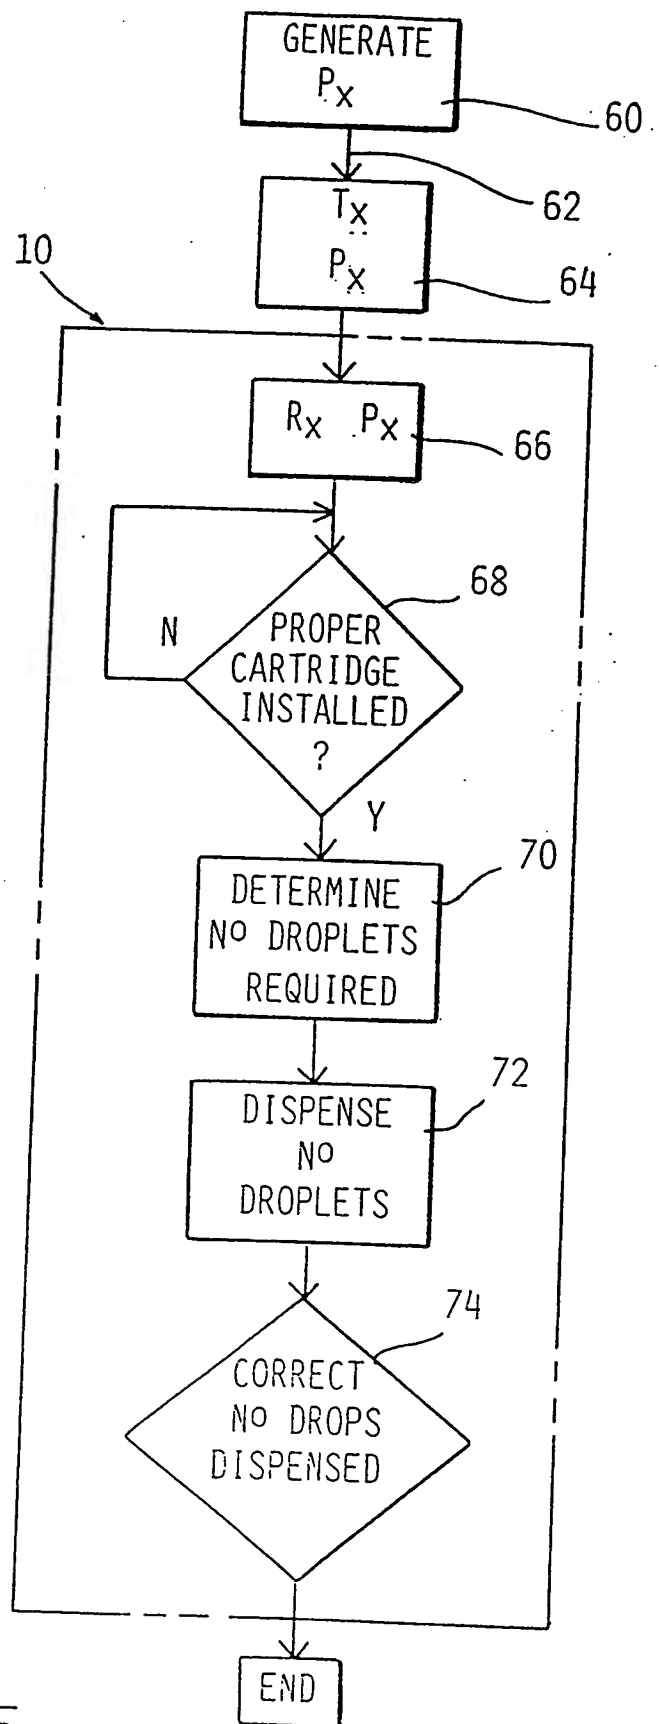 GENERATE
PX
60
62
TX
PX
64
10
RX PX
66
68
N
PROPER
CARTRIDGE
INSTALLED
?
Y
70
DETERMINE
NO DROPLETS
REQUIRED
72
DISPENSE
NO
DROPLETS
74
CORRECT
NO DROPS
DISPENSED
END